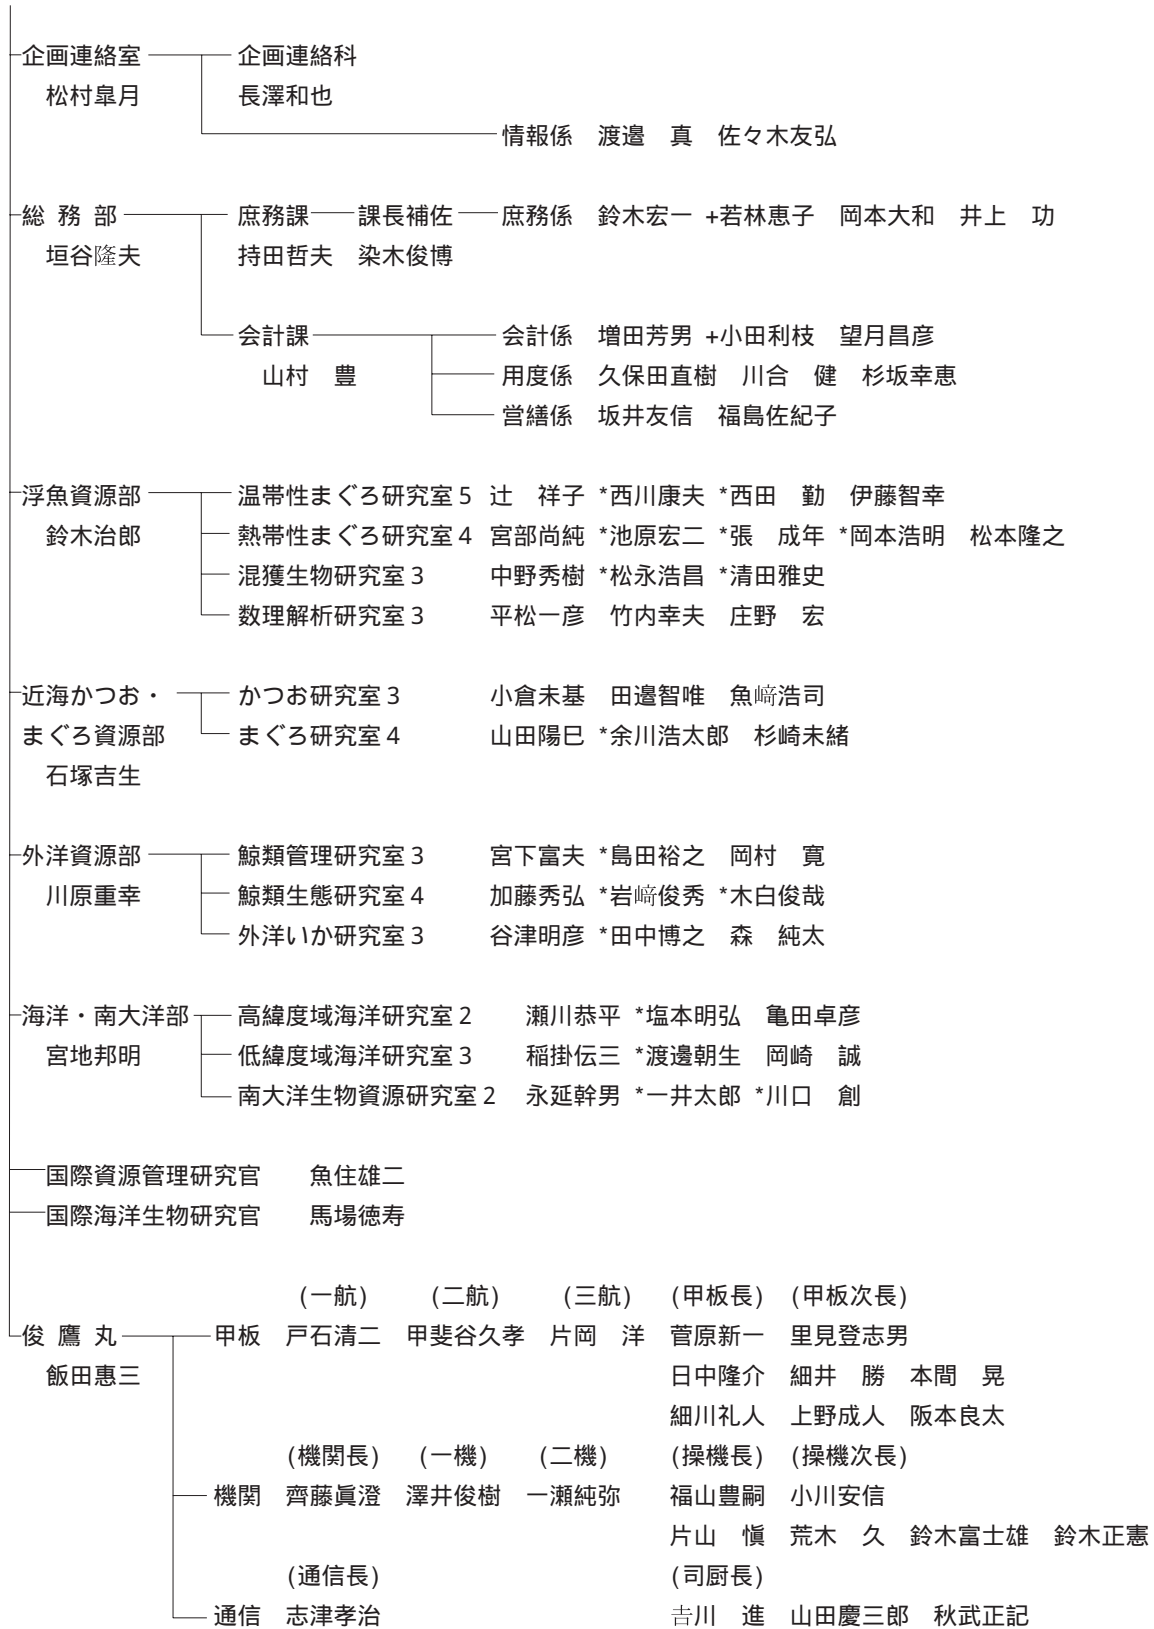 企画連絡室 企画連絡科
松村皐月 長澤和也
情報係 渡邉 真 佐々木友弘
総 務 部 庶務課 課長補佐 庶務係 鈴木宏一 +若林恵子 岡本大和 井上 功
垣谷隆夫 持田哲夫 染木俊博
会計課 会計係 増田芳男 +小田利枝 望月昌彦
山村 豊 用度係 久保田直樹 川合 健 杉坂幸恵
営繕係 坂井友信 福島佐紀子
浮魚資源部 温帯性まぐろ研究室5 辻 祥子 *西川康夫 *西田 勤 伊藤智幸
鈴木治郎 熱帯性まぐろ研究室4 宮部尚純 *池原宏二 *張 成年 *岡本浩明 松本隆之
混獲生物研究室3 中野秀樹 *松永浩昌 *清田雅史
数理解析研究室3 平松一彦 竹内幸夫 庄野 宏
近海かつお・ かつお研究室3 小倉未基 田邉智唯 魚﨑浩司
まぐろ資源部 まぐろ研究室4 山田陽巳 *余川浩太郎 杉崎未緒
石塚吉生
外洋資源部 鯨類管理研究室3 宮下富夫 *島田裕之 岡村 寛
川原重幸 鯨類生態研究室4 加藤秀弘 *岩﨑俊秀 *木白俊哉
外洋いか研究室3 谷津明彦 *田中博之 森 純太
海洋・南大洋部 高緯度域海洋研究室2 瀬川恭平 *塩本明弘 亀田卓彦
宮地邦明 低緯度域海洋研究室3 稲掛伝三 *渡邉朝生 岡崎 誠
南大洋生物資源研究室2 永延幹男 *一井太郎 *川口 創
国際資源管理研究官 魚住雄二
国際海洋生物研究官 馬場徳寿
(一航) (二航) (三航) (甲板長) (甲板次長)
俊 鷹 丸 甲板 戸石清二 甲斐谷久孝 片岡 洋 菅原新一 里見登志男
飯田惠三 日中隆介 細井 勝 本間 晃
細川礼人 上野成人 阪本良太
(機関長) (一機) (二機) (操機長) (操機次長)
機関 齊藤眞澄 澤井俊樹 一瀬純弥 福山豊嗣 小川安信
片山 愼 荒木 久 鈴木富士雄 鈴木正憲
(通信長) (司厨長)
通信 志津孝治 𠮷川 進 山田慶三郎 秋武正記